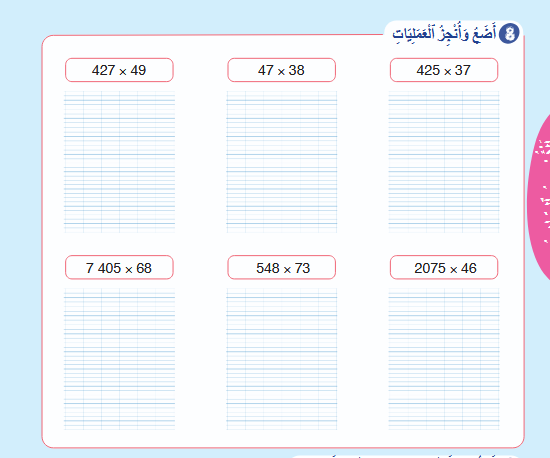 8 أَضَعُ وَأُنْجِزُ ٱلْعَمَلِيَّاتِ
425 × 37
47 × 38
427 × 49
2075 × 46
548 × 73
7 405 × 68